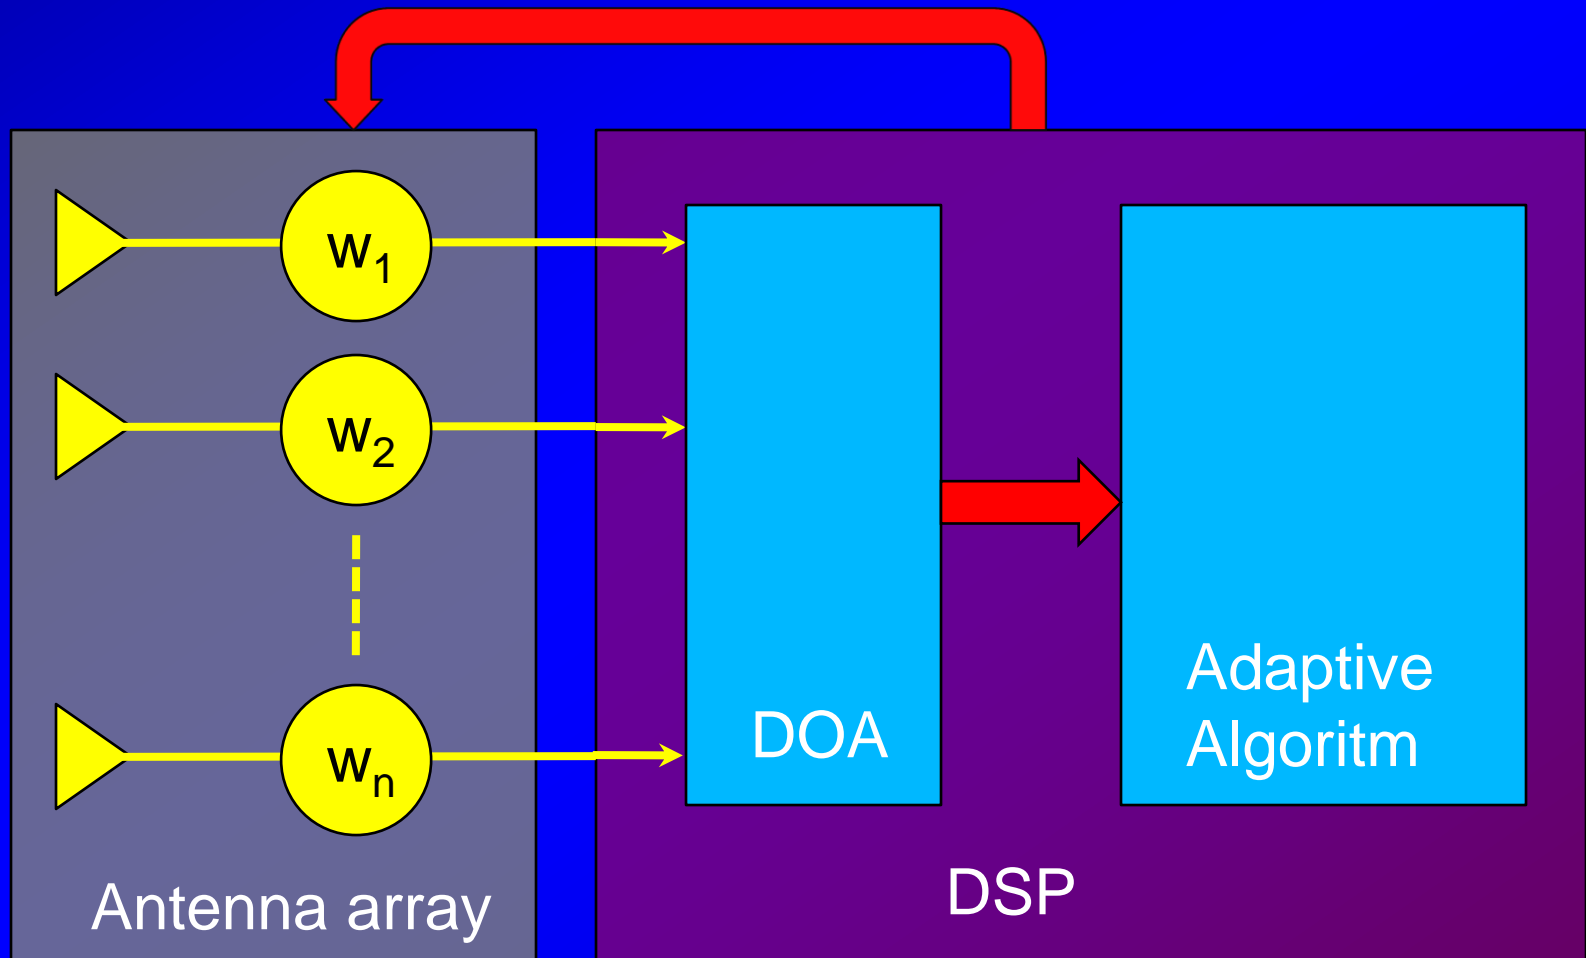 w₁
w₂
wₙ
DOA
Adaptive
Algoritm
Antenna array
DSP